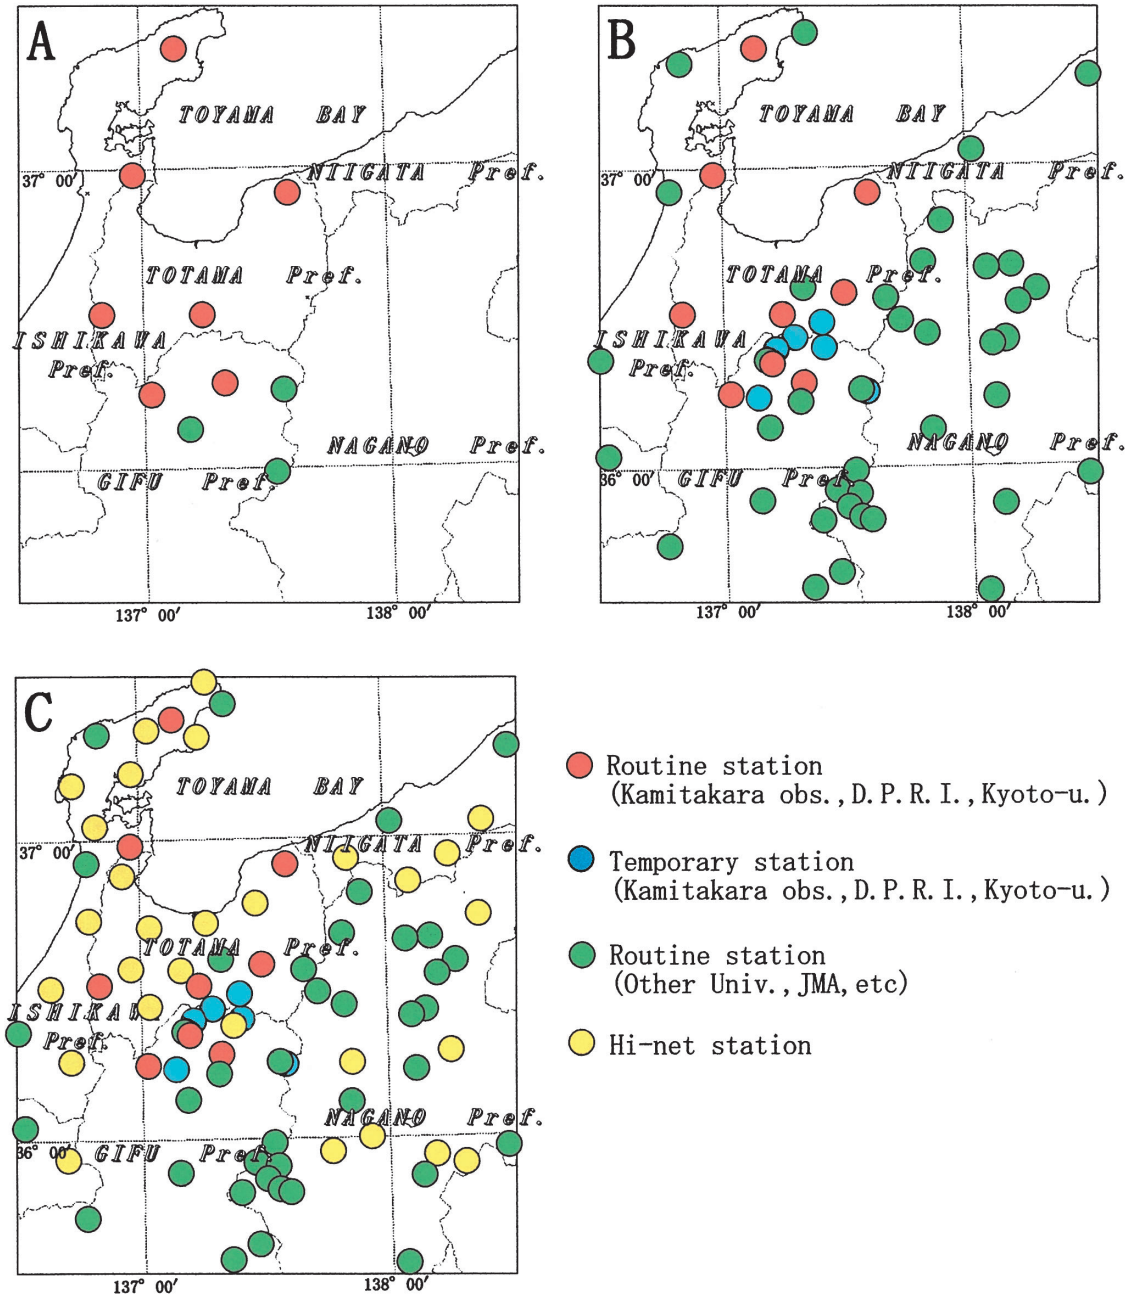 A
TOYAMA BAY
NIIGATA Pref.
37° 00′
TOTAMA Pref.
ISHIKAWA
Pref.
NAGANO Pref.
GIFU Pref.
137° 00′ 138° 00′
B
TOYAMA BAY
NIIGATA Pref.
37° 00′
TOTAMA Pref.
ISHIKAWA
Pref.
NAGANO Pref.
36° 00′ GIFU Pref.
137° 00′ 138° 00′
C
TOYAMA BAY
37° 00′ NIIGATA Pref.
TOTAMA Pref.
ISHIKAWA
Pref.
NAGANO Pref.
36° 00′ GIFU Pref.
137° 00′ 138° 00′
Routine station
(Kamitakara obs.,D.P.R.I.,Kyoto-u.)
Temporary station
(Kamitakara obs.,D.P.R.I.,Kyoto-u.)
Routine station
(Other Univ.,JMA,etc)
Hi-net station